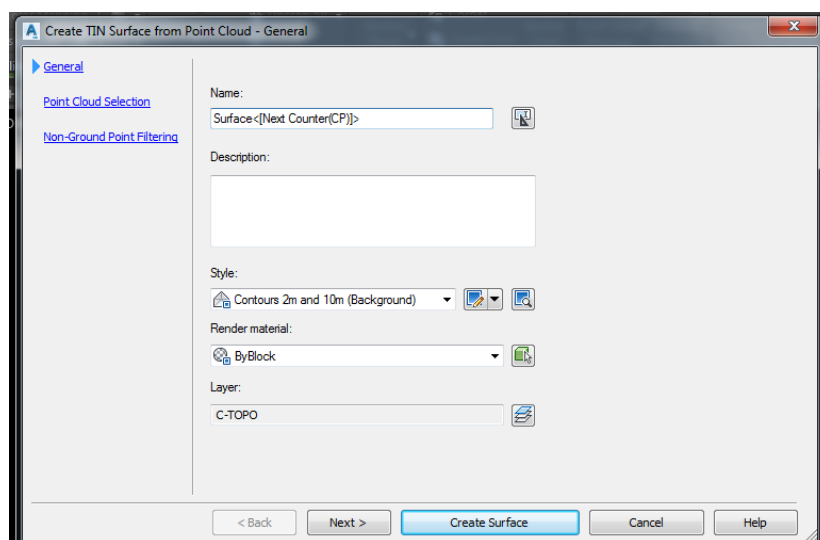 Create TIN Surface from Point Cloud - General
General
Point Cloud Selection
Non-Ground Point Filtering
Name:
Surface<[Next Counter(CP)]>
Description:
Style:
Contours 2m and 10m (Background)
Render material:
ByBlock
Layer:
C-TOPO
< Back
Next >
Create Surface
Cancel
Help